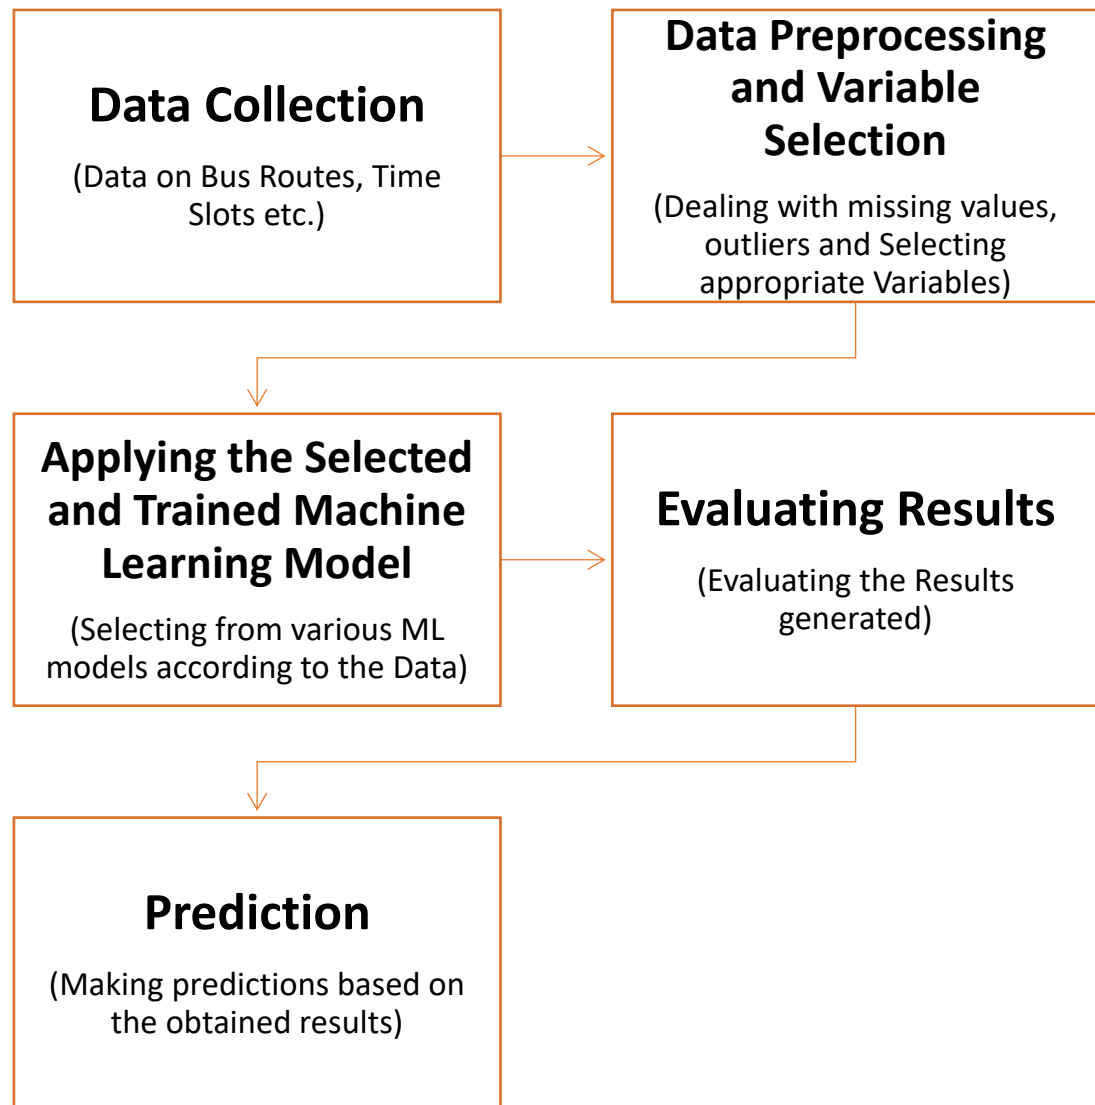 Data Collection
(Data on Bus Routes, Time
Slots etc.)
Data Preprocessing
and Variable
Selection
(Dealing with missing values,
outliers and Selecting
appropriate Variables)
Applying the Selected
and Trained Machine
Learning Model
(Selecting from various ML
models according to the Data)
Evaluating Results
(Evaluating the Results
generated)
Prediction
(Making predictions based on
the obtained results)